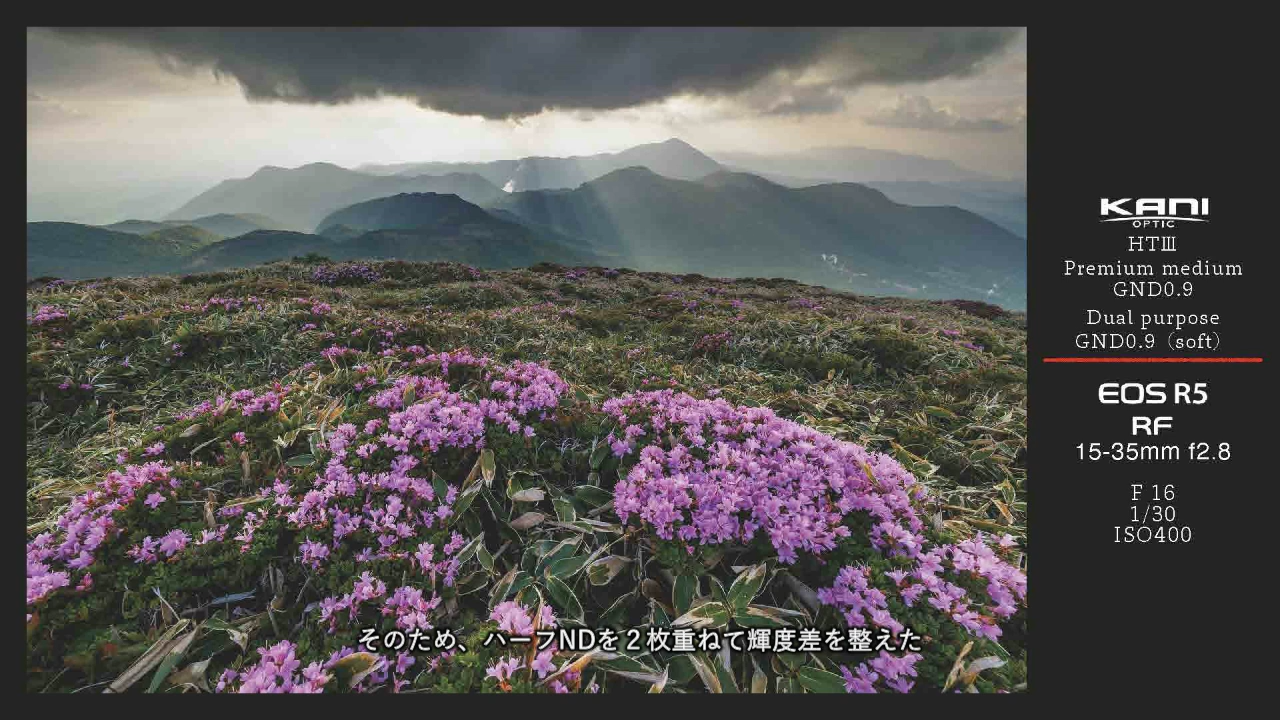 KANI
OPTIC
HTⅢ
Premium medium
GND0.9
Dual purpose
GND0.9（soft）
EOS R5
RF
15-35mm f2.8
F 16
1/30
ISO400
そのため、ハーフNDを２枚重ねて輝度差を整えた